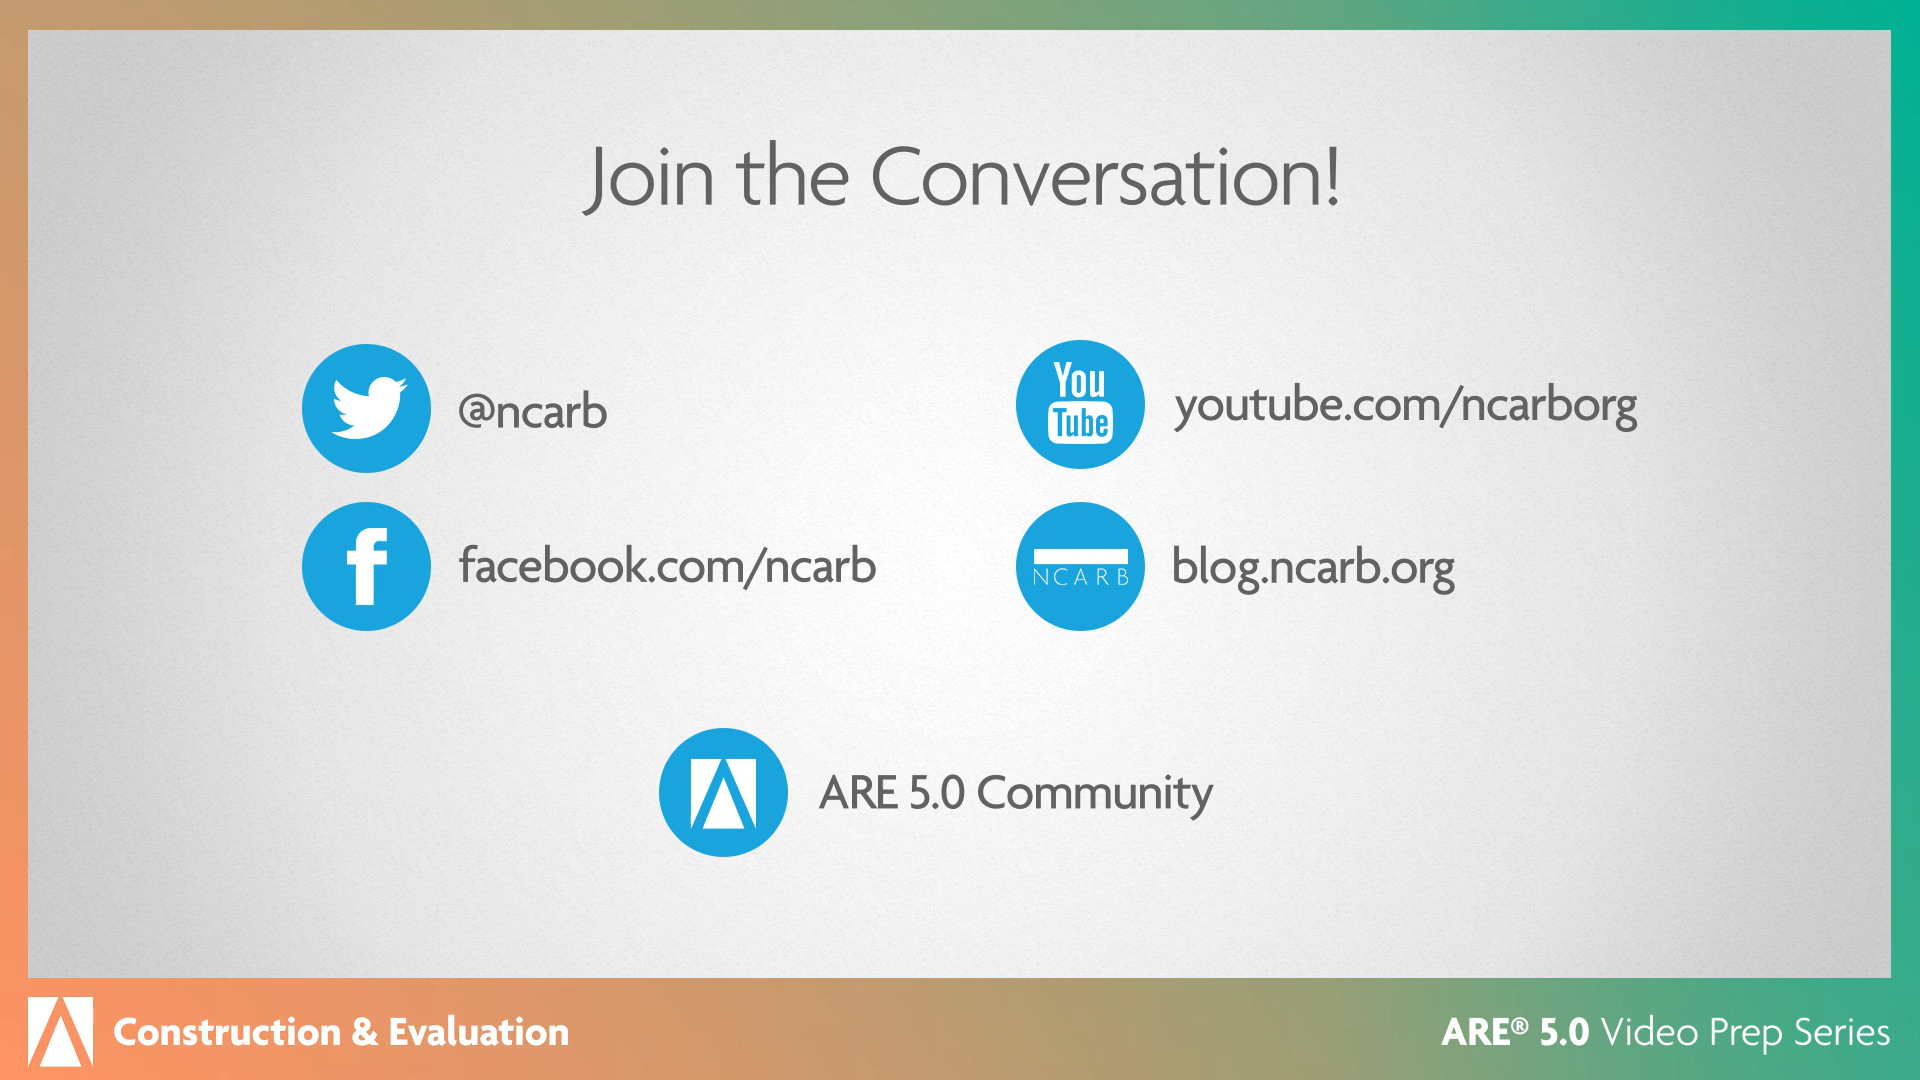 Join the Conversation!
@ncarb
You
Tube
youtube.com/ncarborg
f
facebook.com/ncarb
NCARB
blog.ncarb.org
ARE 5.0 Community
Construction & Evaluation
ARE® 5.0 Video Prep Series